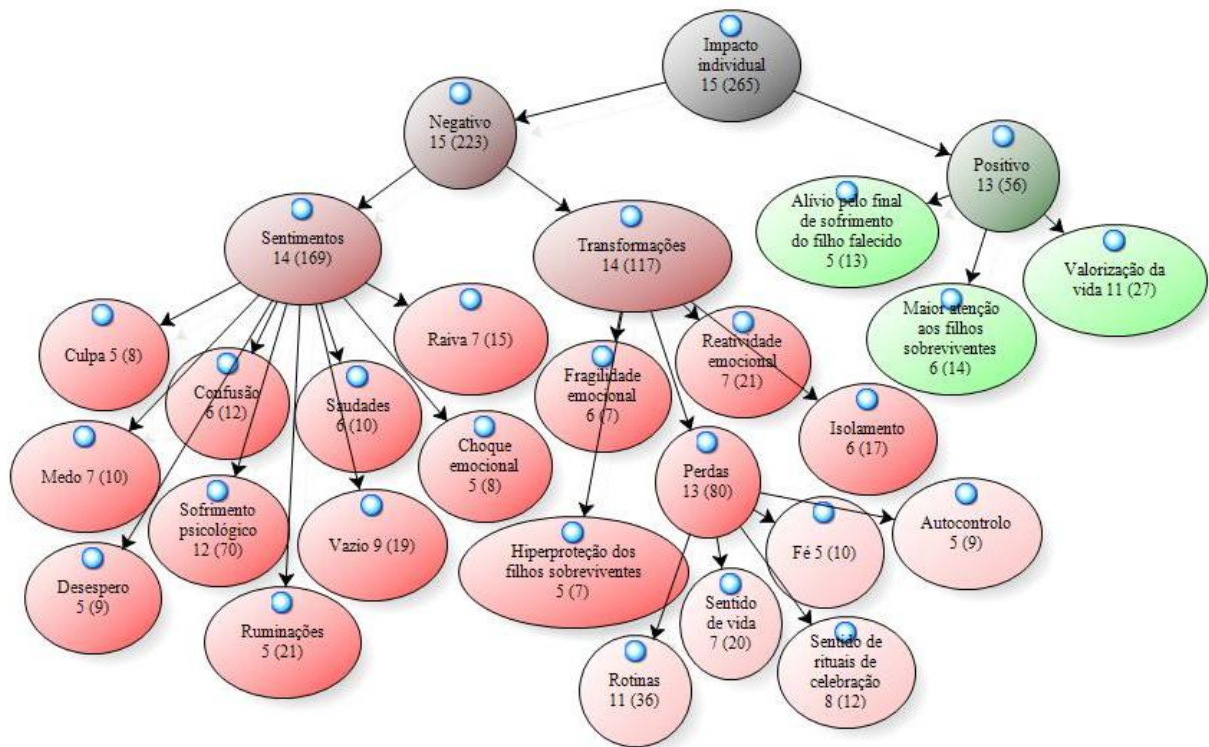 Impacto
individual
15 (265)
Negativo
15 (223)
Positivo
13 (56)
Sentimentos
14 (169)
Transformações
14 (117)
Alívio pelo final
de sofrimento
do filho falecido
5 (13)
Valorização da
vida 11 (27)
Maior atenção
aos filhos
sobreviventes
6 (14)
Culpa 5 (8)
Confusão
6 (12)
Saudades
6 (10)
Raiva 7 (15)
Fragilidade
emocional
6 (7)
Reatividade
emocional
7 (21)
Isolamento
6 (17)
Medo 7 (10)
Sofrimento
psicológico
12 (70)
Vazio 9 (19)
Choque
emocional
5 (8)
Perdas
13 (80)
Desespero
5 (9)
Ruminações
5 (21)
Hiperproteção dos
filhos sobreviventes
5 (7)
Fé 5 (10)
Autocontrolo
5 (9)
Rotinas
11 (36)
Sentido
de vida
7 (20)
Sentido de
rituais de
celebração
8 (12)